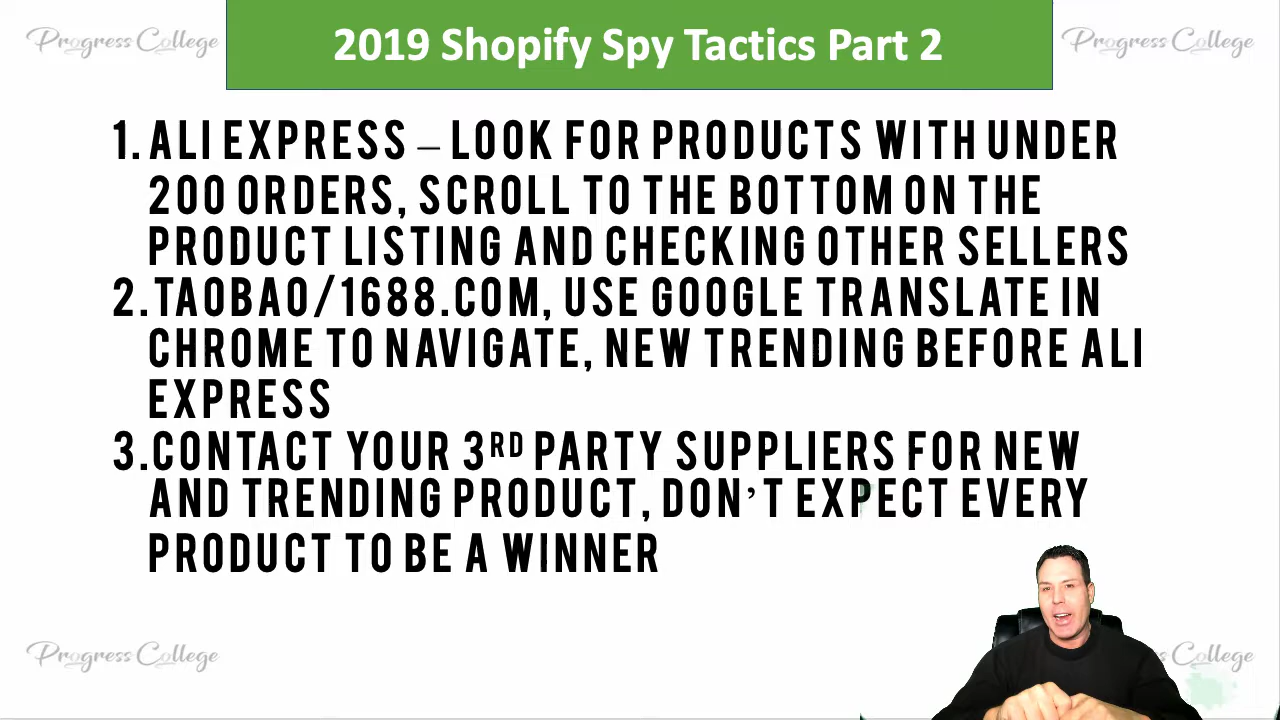 Progress College
2019 Shopify Spy Tactics Part 2
Progress College
1. ALI EXPRESS – LOOK FOR PRODUCTS WITH UNDER
200 ORDERS, SCROLL TO THE BOTTOM ON THE
PRODUCT LISTING AND CHECKING OTHER SELLERS
2. TAOBAO/1688.COM, USE GOOGLE TRANSLATE IN
CHROME TO NAVIGATE, NEW TRENDING BEFORE ALI
EXPRESS
3. CONTACT YOUR 3RD PARTY SUPPLIERS FOR NEW
AND TRENDING PRODUCT, DON’T EXPECT EVERY
PRODUCT TO BE A WINNER
Progress College
College